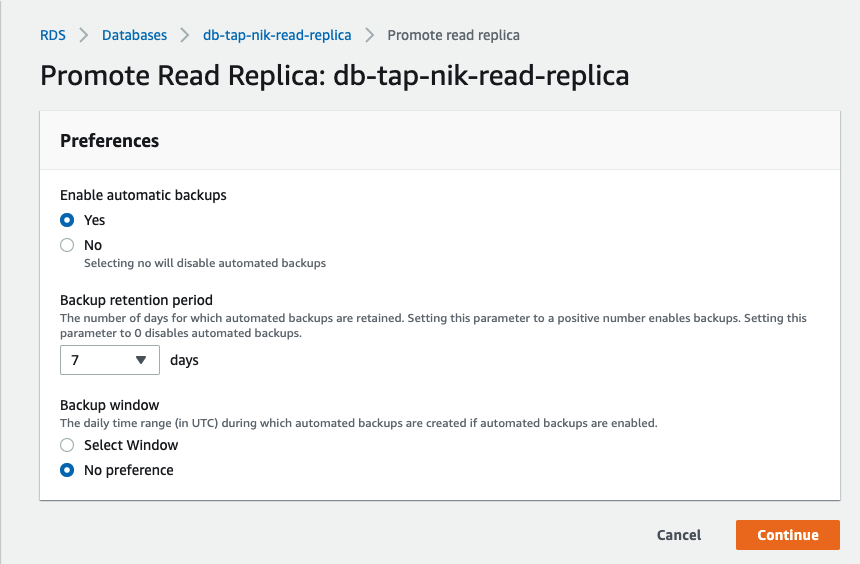 RDS > Databases > db-tap-nik-read-replica > Promote read replica
Promote Read Replica: db-tap-nik-read-replica
Preferences
Enable automatic backups
Yes
No
Selecting no will disable automated backups
Backup retention period
The number of days for which automated backups are retained. Setting this parameter to a positive number enables backups. Setting this
parameter to 0 disables automated backups.
7 days
Backup window
The daily time range (in UTC) during which automated backups are created if automated backups are enabled.
Select Window
No preference
Cancel Continue